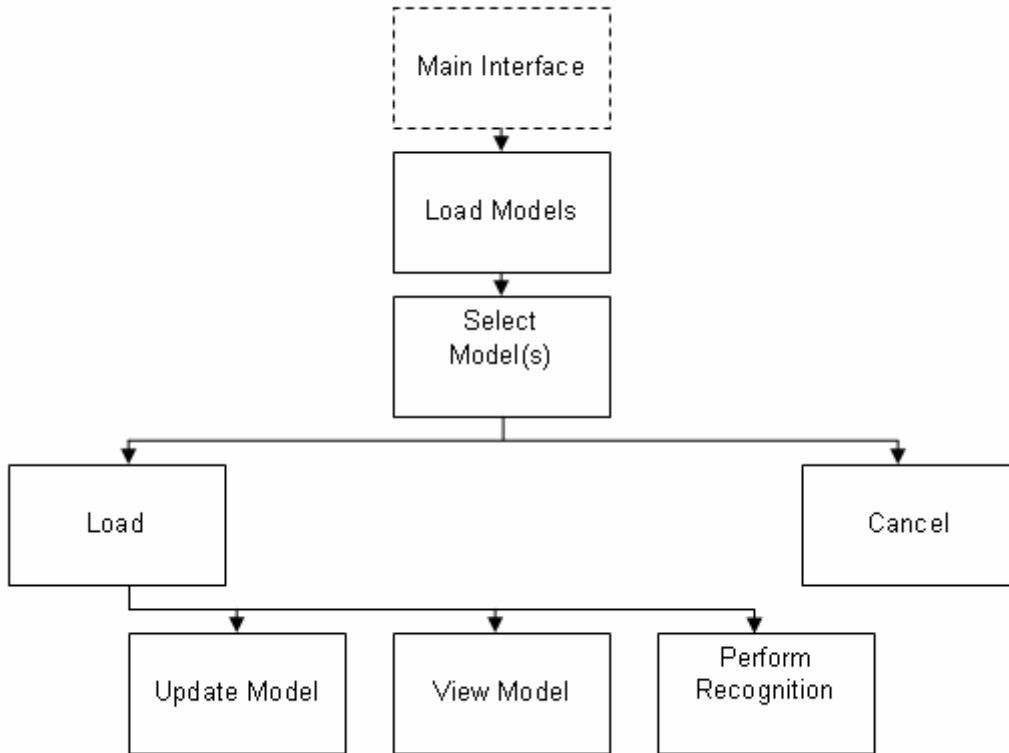 Main Interface
Load Models
Select
Model(s)
Load
Cancel
Update Model
View Model
Perform
Recognition